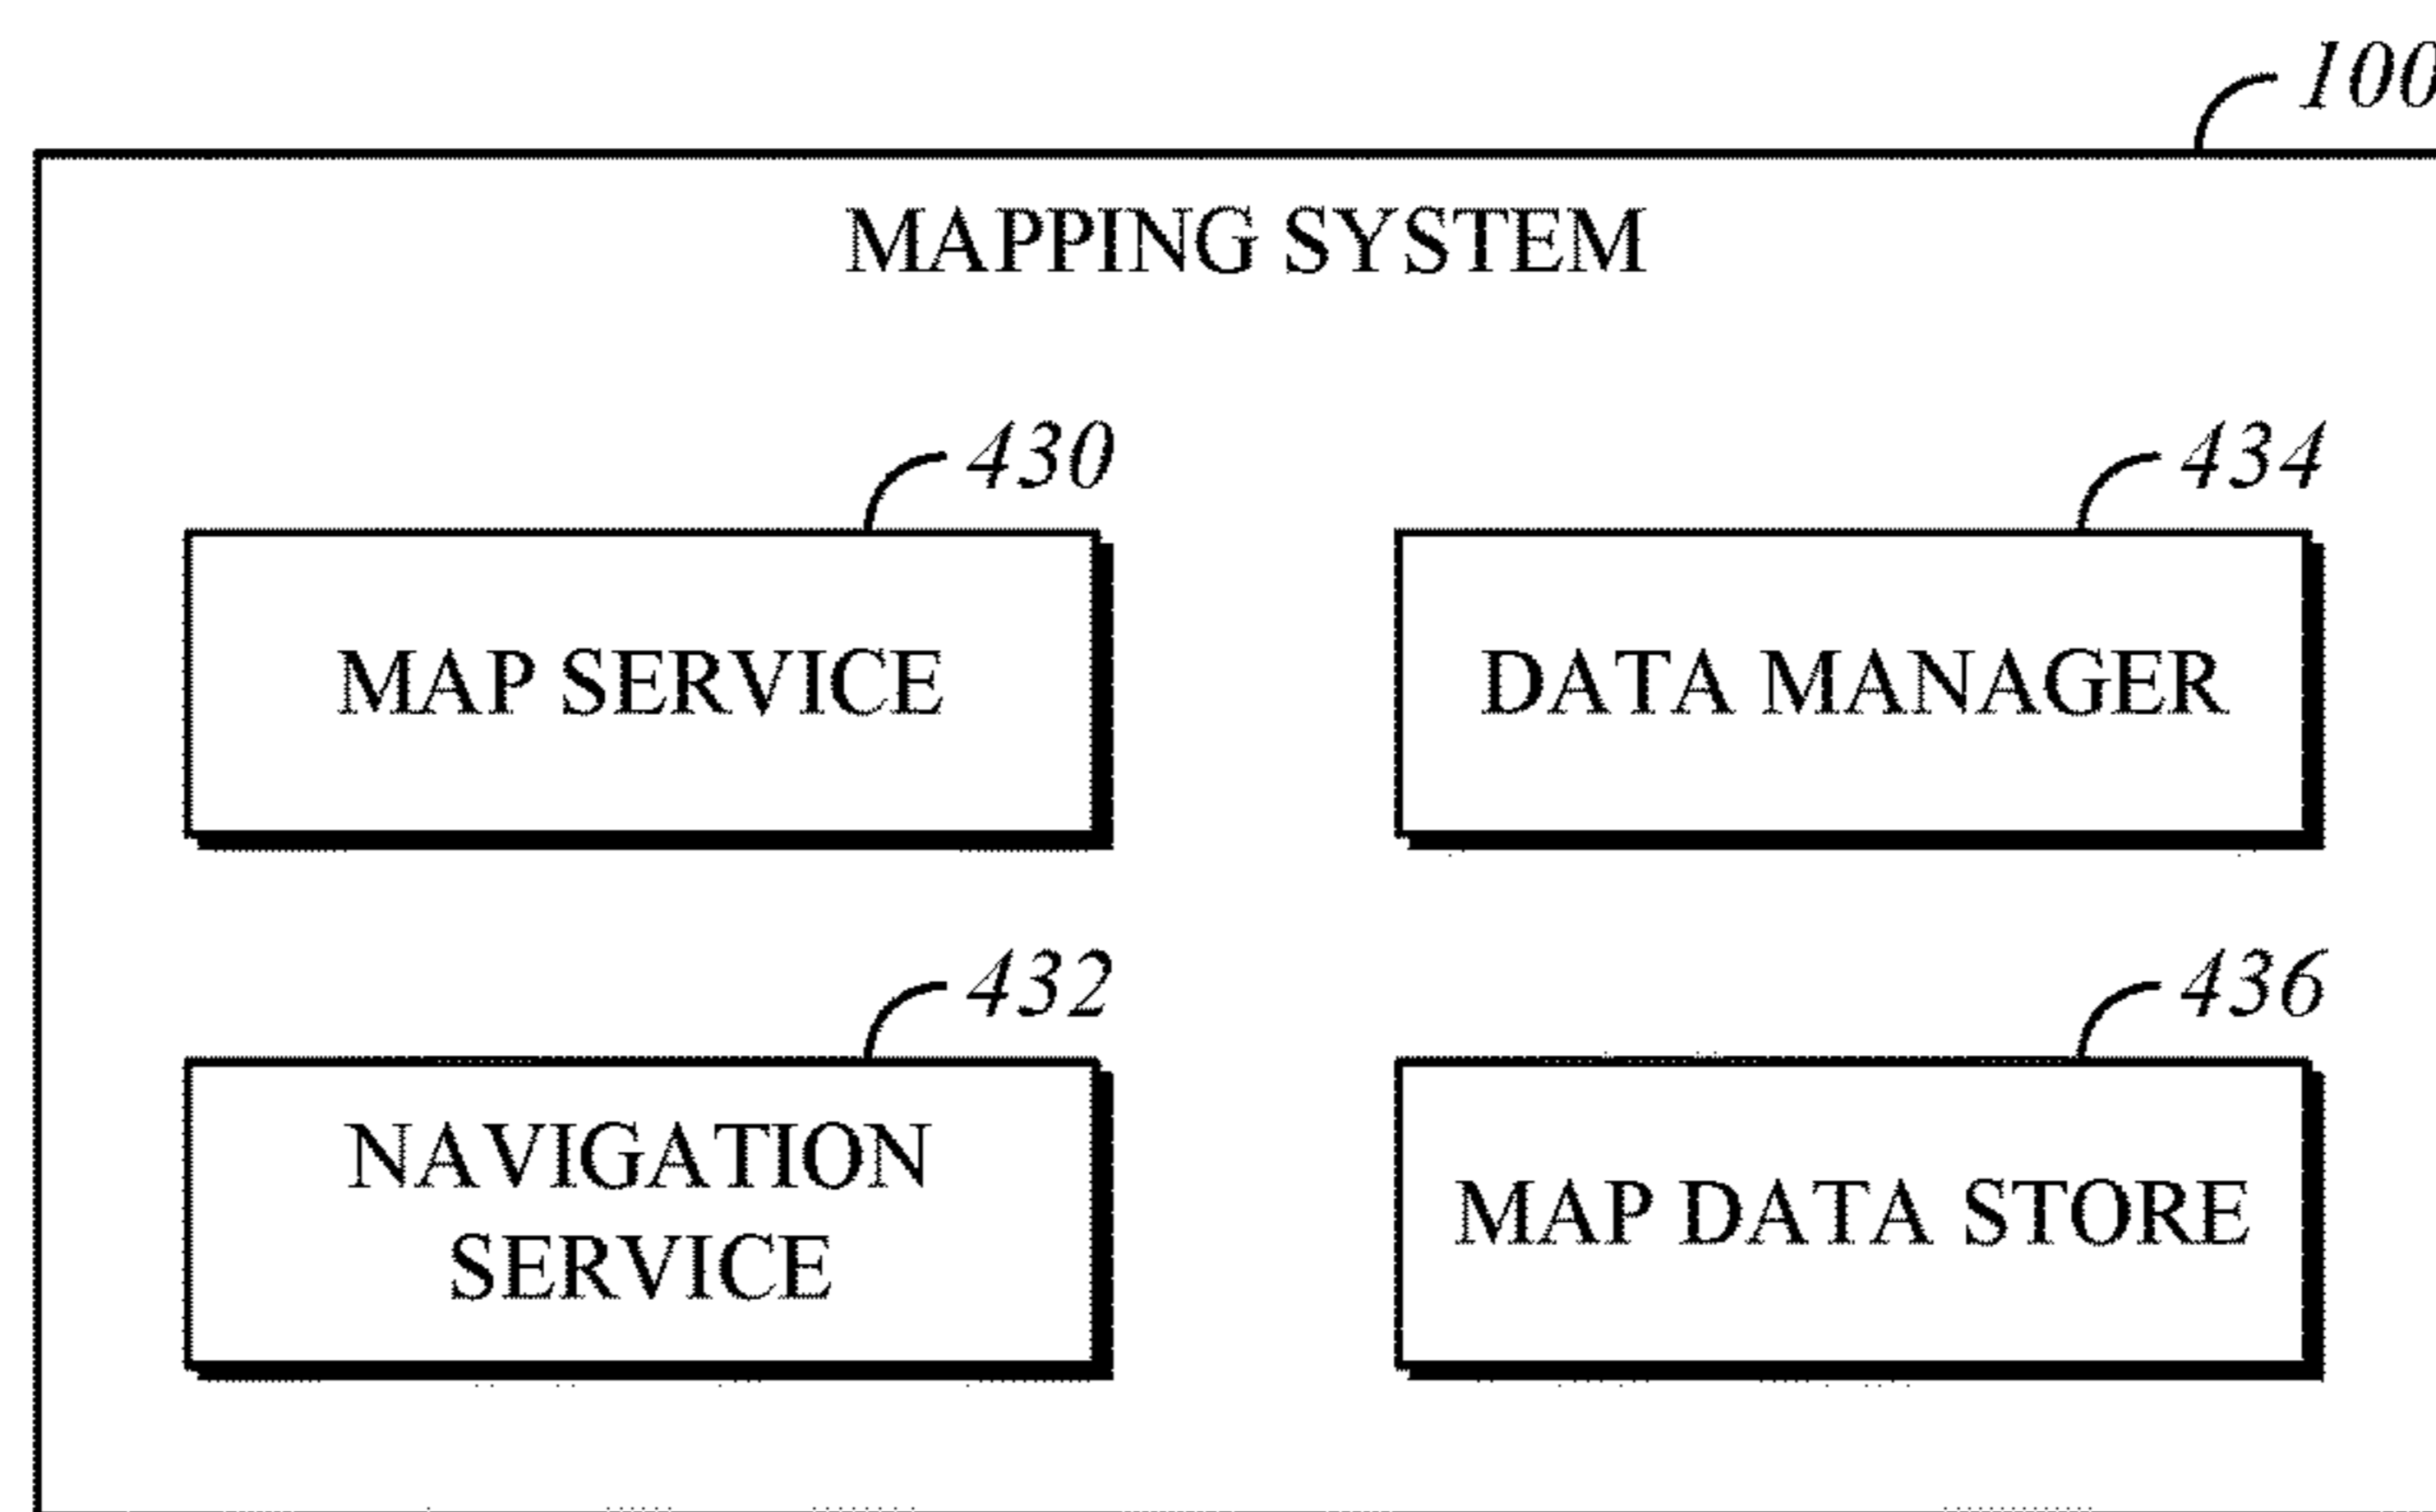 100
MAPPING SYSTEM
430
434
MAP SERVICE
DATA MANAGER
432
436
NAVIGATION
SERVICE
MAP DATA STORE